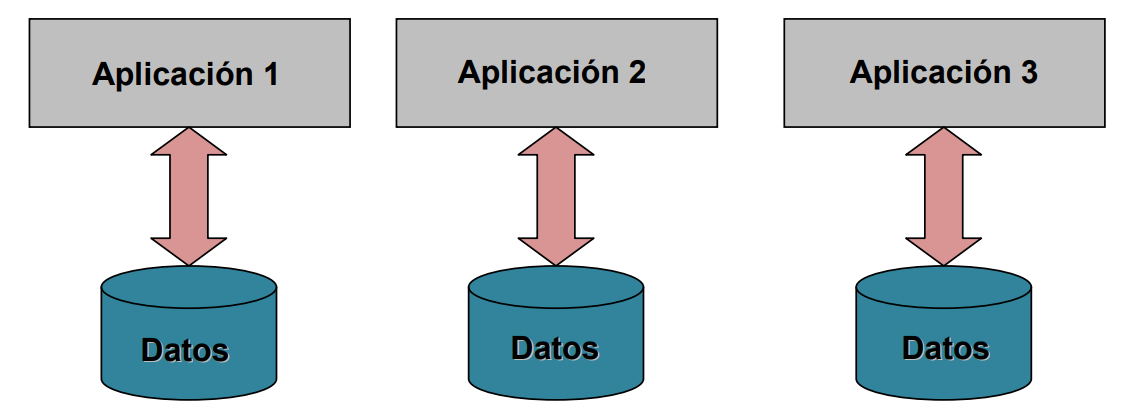 Aplicación 1
Aplicación 2
Aplicación 3
Datos
Datos
Datos